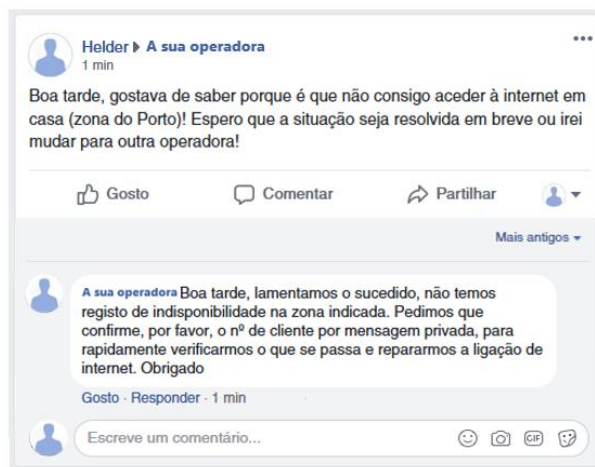 Helder ▶ A sua operadora
1 min
Boa tarde, gostava de saber porque é que não consigo aceder à internet em
casa (zona do Porto)! Espero que a situação seja resolvida em breve ou irei
mudar para outra operadora!
Gosto Comentar Partilhar
Mais antigos
A sua operadora Boa tarde, lamentamos o sucedido, não temos
registo de indisponibilidade na zona indicada. Pedimos que
confirme, por favor, o nº de cliente por mensagem privada, para
rapidamente verificarmos o que se passa e repararmos a ligação de
internet. Obrigado
Gosto · Responder · 1 min
Escreve um comentário... GIF